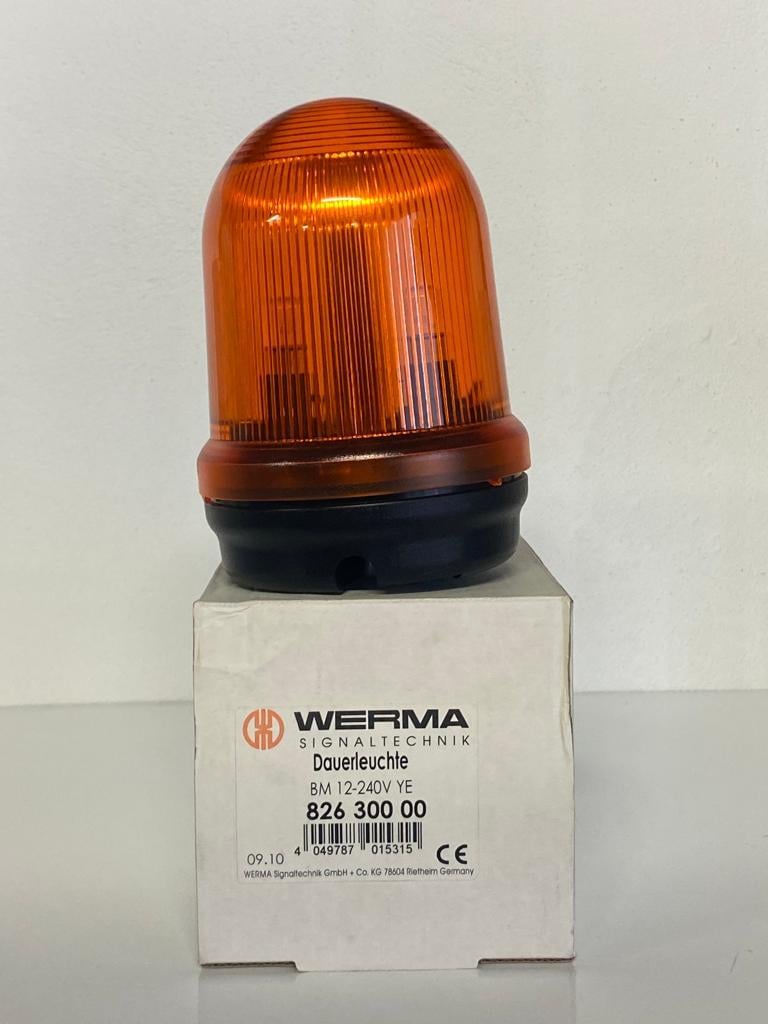 WERMA
SIGNALTECHNIK
Dauerleuchte
BM 12-240V YE
826 300 00
09.10
4 049787 015315
CE
WERMA Signaltechnik GmbH + Co. KG 78604 Rietheim Germany